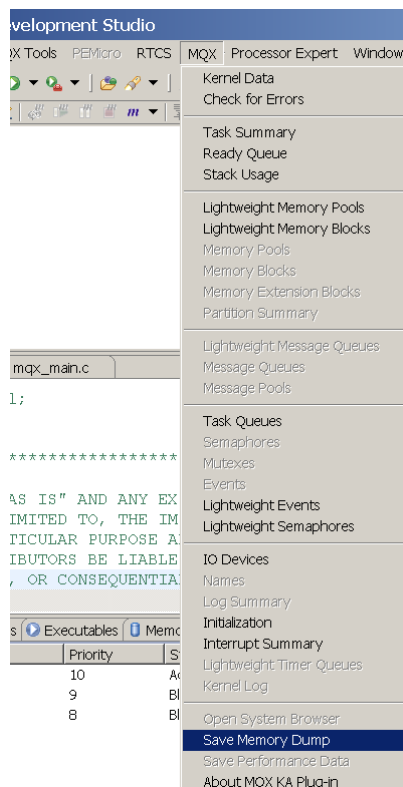 evelopment Studio
QX Tools PEMicro RTCS MQX Processor Expert Window
Kernel Data
Check for Errors
m
Task Summary
Ready Queue
Stack Usage
Lightweight Memory Pools
Lightweight Memory Blocks
Memory Pools
Memory Blocks
Memory Extension Blocks
Partition Summary
Lightweight Message Queues
mqx_main.c
Message Queues
Message Pools
l;
Task Queues
Semaphores
*****************
Mutexes
Events
AS IS" AND ANY EX
Lightweight Events
IMITED TO, THE IM
Lightweight Semaphores
TICULAR PURPOSE A
IBUTORS BE LIABLE
IO Devices
, OR CONSEQUENTIA
Names
Log Summary
Initialization
s Executables Memo
Interrupt Summary
Priority S
Lightweight Timer Queues
10 A
Kernel Log
9 Bl
8 Bl
Open System Browser
Save Memory Dump
Save Performance Data
About MQX KA Plug-in